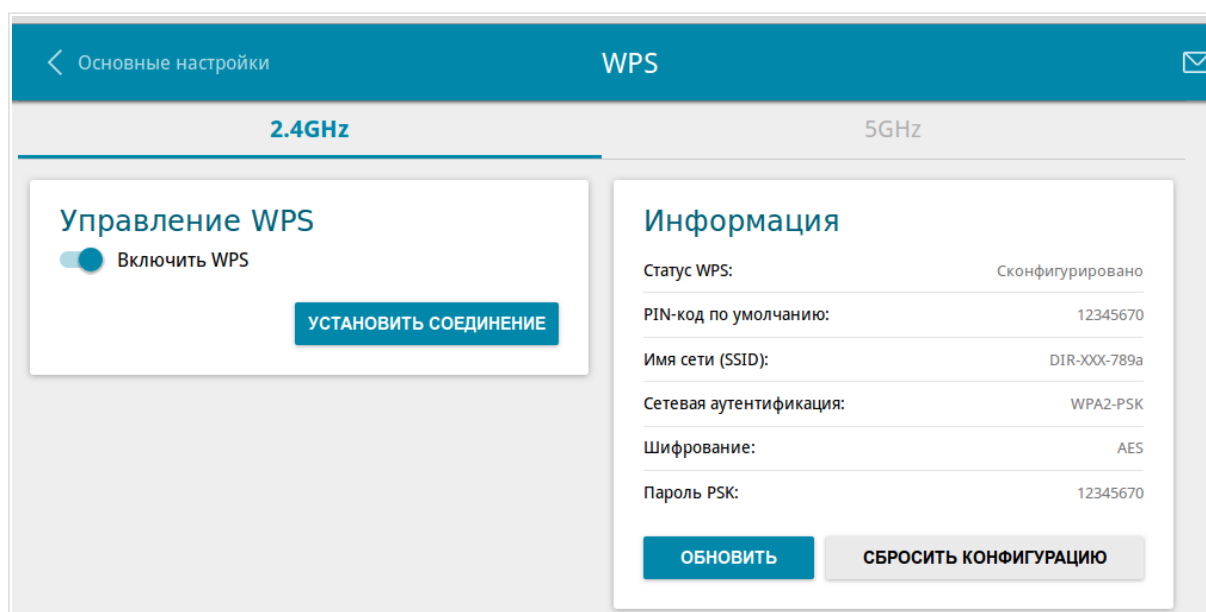 Основные настройки
WPS
2.4GHz
5GHz
Управление WPS
Включить WPS
УСТАНОВИТЬ СОЕДИНЕНИЕ
Информация
Статус WPS: Сконфигурировано
PIN-код по умолчанию: 12345670
Имя сети (SSID): DIR-XXX-789a
Сетевая аутентификация: WPA2-PSK
Шифрование: AES
Пароль PSK: 12345670
ОБНОВИТЬ
СБРОСИТЬ КОНФИГУРАЦИЮ